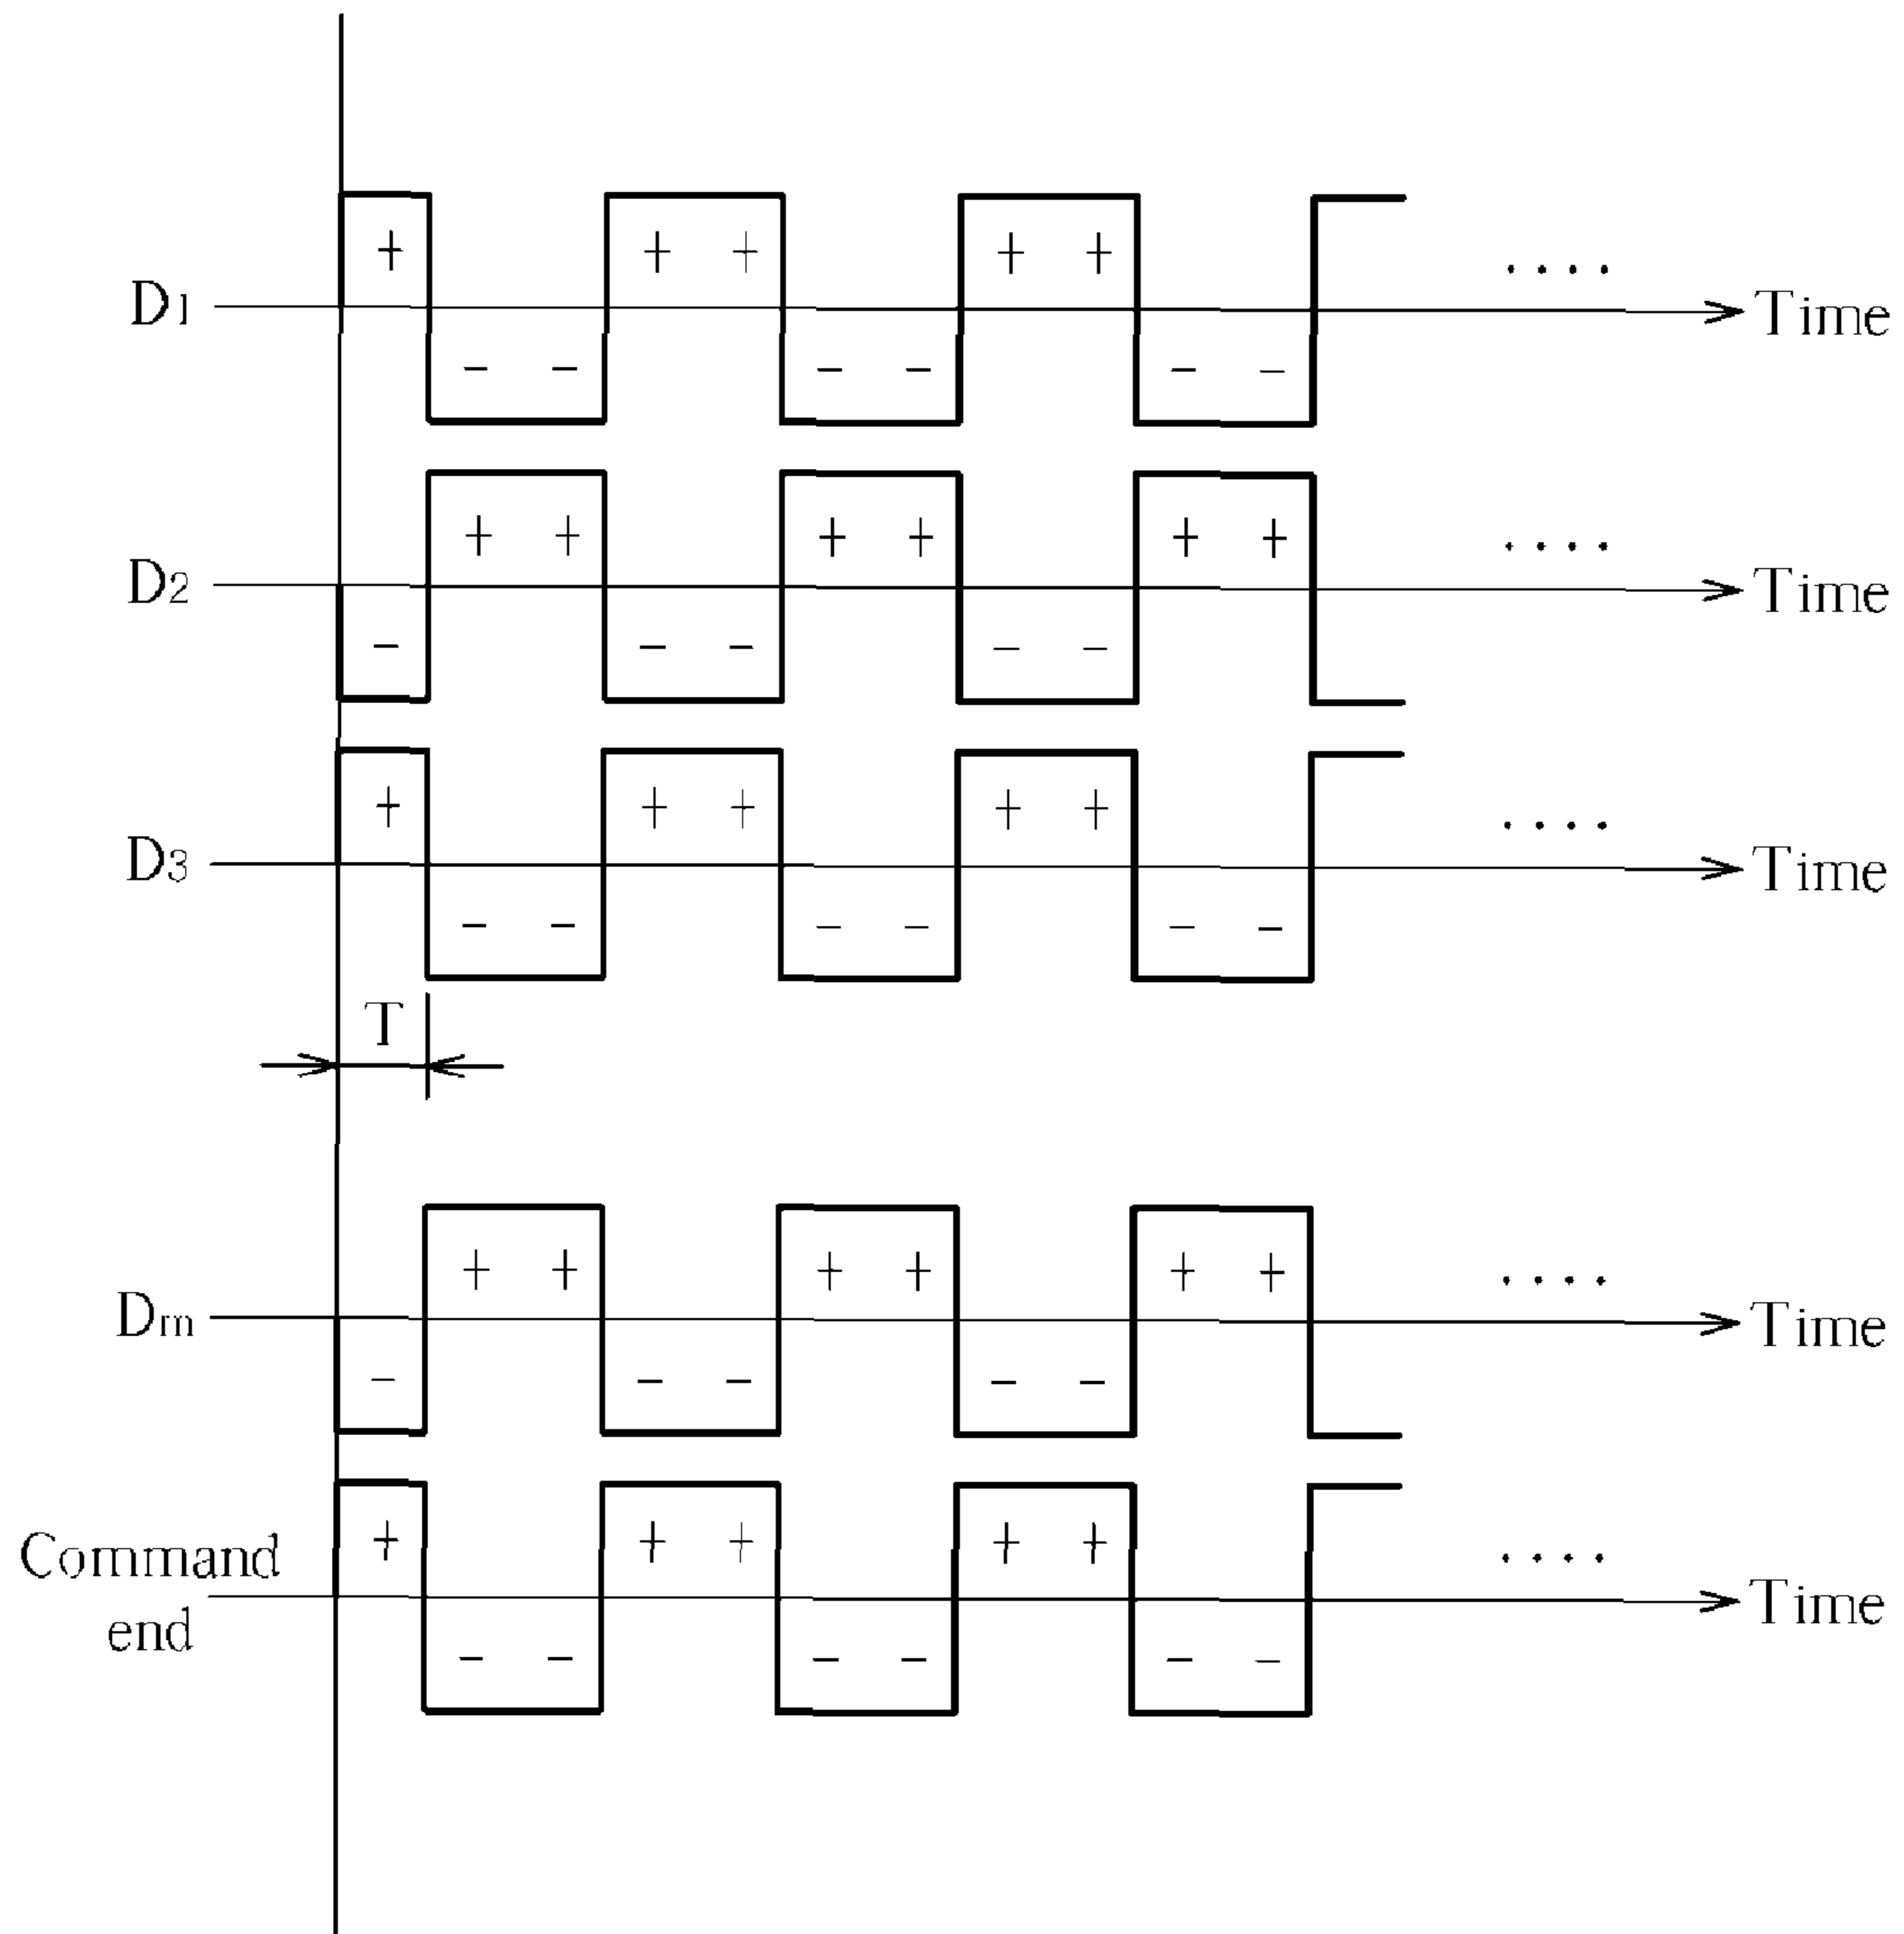 + + + + +
D1 .... Time
- - - - - -
+ + + + + +
D2 .... Time
- - - - -
+ + + + +
D3 .... Time
- - - - - -
T
+ + + + + +
Dm .... Time
- - - - -
+ + + + +
Command
end .... Time
- - - - - -